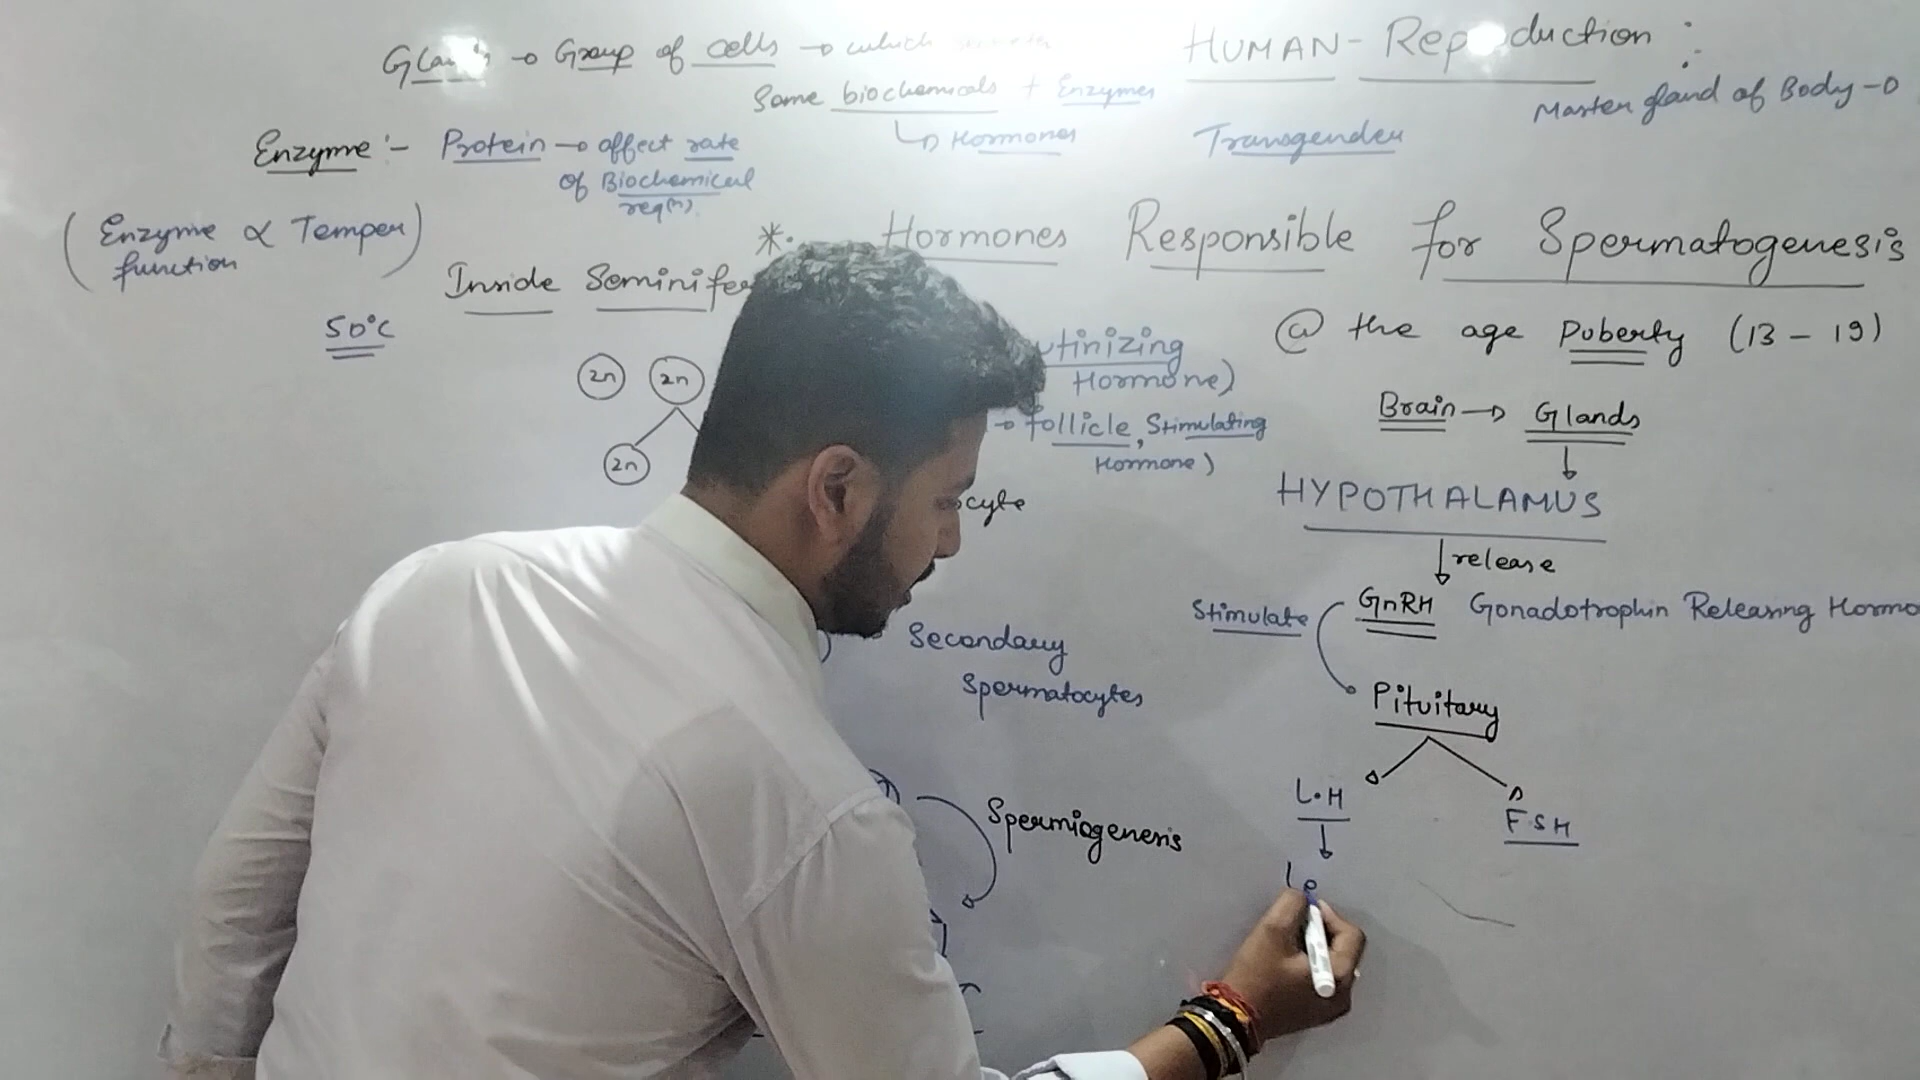 HUMAN - Reproduction :
Glands → Group of cells → which
Some biochemicals + Enzymes
↳ Hormones
Transgender
Master gland of Body →
Enzyme :- Protein → affect rate
of Biochemical
reqⁿ.
( Enzyme ∝ Temper )
function
50°C
*. Hormones Responsible for Spermatogenesis
Inside Seminife
@ the age Puberty (13 - 19)
2n 2n
2n
utinizing
Hormone)
→ follicle, Stimulating
Hormone)
cyte
Brain → Glands
↓
HYPOTHALAMUS
↓ release
Stimulate GnRH Gonadotrophin Releasing Hormo
Pituitary
L.H FSH
↓
Le
Secondary
Spermatocytes
Spermiogenesis